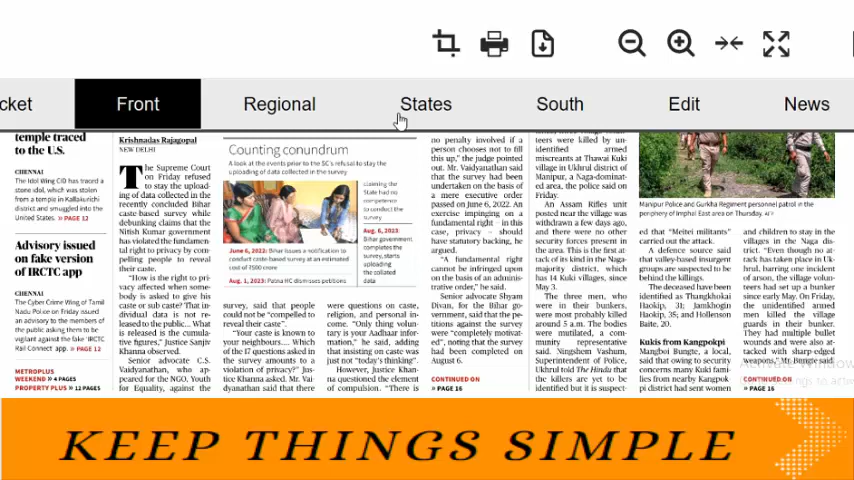 cket Front Regional States South Edit News
temple traced
to the U.S.
CHENNAI
The Idol Wing CID has traced a
stone idol, which was stolen
from a temple in Kallakurichi
district and smuggled into the
United States. » PAGE 12
Advisory issued
on fake version
of IRCTC app
CHENNAI
The Cyber Crime Wing of Tamil
Nadu Police on Friday issued
an advisory to the members of
the public asking them to be
vigilant against the fake 'IRCTC
Rail Connect' app. » PAGE 12
METROPLUS
WEEKEND » 4 PAGES
PROPERTY PLUS » 12 PAGES
Krishnadas Rajagopal
NEW DELHI
The Supreme Court
on Friday refused
to stay the upload-
ing of data collected in the
recently concluded Bihar
caste-based survey while
debunking claims that the
Nitish Kumar government
has violated the fundamen-
tal right to privacy by com-
pelling people to reveal
their caste.
"How is the right to pri-
vacy affected when some-
body is asked to give his
caste or sub caste? That in-
dividual data is not re-
leased to the public... What
is released is the cumula-
tive figures," Justice Sanjiv
Khanna observed.
Senior advocate C.S.
Vaidyanathan, who ap-
peared for the NGO, Youth
for Equality, against the
Counting conundrum
A look at the events prior to the SC's refusal to stay the
uploading of data collected in the survey
June 6, 2022: Bihar issues a notification to
conduct caste-based survey at an estimated
cost of ₹500 crore
Aug. 1, 2023: Patna HC dismisses petitions
claiming the
State had no
competence
to conduct the
survey
Aug. 6, 2023:
Bihar government
completes the
survey, starts
uploading
the collated
data
survey, said that people
could not be "compelled to
reveal their caste".
"Your caste is known to
your neighbours.... Which
of the 17 questions asked in
the survey amounts to a
violation of privacy?" Jus-
tice Khanna asked. Mr. Vai-
dyanathan said that there
were questions on caste,
religion, and personal in-
come. "Only thing volun-
tary is your Aadhaar infor-
mation," he said, adding
that insisting on caste was
just not "today's thinking".
However, Justice Khan-
na questioned the element
of compulsion. "There is
no penalty involved if a
person chooses not to fill
this up," the judge pointed
out. Mr. Vaidyanathan said
that the survey had been
undertaken on the basis of
a mere executive order
passed on June 6, 2022. An
exercise impinging on a
fundamental right – in this
case, privacy – should
have statutory backing, he
argued.
"A fundamental right
cannot be infringed upon
on the basis of an adminis-
trative order," he said.
Senior advocate Shyam
Divan, for the Bihar go-
vernment, said that the pe-
titions against the survey
were "completely motivat-
ed", noting that the survey
had been completed on
August 6.
CONTINUED ON
» PAGE 16
teers were killed by un-
identified armed
miscreants at Thawai Kuki
village in Ukhrul district of
Manipur, a Naga-dominat-
ed area, the police said on
Friday.
An Assam Rifles unit
posted near the village was
withdrawn a few days ago,
and there were no other
security forces present in
the area. This is the first at-
tack of its kind in the Naga-
majority district, which
has 14 Kuki villages, since
May 3.
The three men, who
were in their bunkers,
were most probably killed
around 5 a.m. The bodies
were mutilated, a com-
munity representative
said. Ningshem Vashum,
Superintendent of Police,
Ukhrul told The Hindu that
the killers are yet to be
identified but it is suspect-
Manipur Police and Gurkha Regiment personnel patrol in the
periphery of Imphal East area on Thursday. AFP
ed that "Meitei militants"
carried out the attack.
A defence source said
that valley-based insurgent
groups are suspected to be
behind the killings.
The deceased have been
identified as Thangkhokai
Haokip, 31; Jamkhogin
Haokip, 35; and Hollenson
Baite, 20.
Kukis from Kangpokpi
Mangboi Bungte, a local,
said that owing to security
concerns many Kuki fami-
lies from nearby Kangpok-
pi district had sent women
and children to stay in the
villages in the Naga dis-
trict. "Even though no at-
tack has taken place in Uk-
hrul, barring one incident
of arson, the village volun-
teers had set up a bunker
since early May. On Friday,
the unidentified armed
men killed the village
guards in their bunker.
They had multiple bullet
wounds and were also at-
tacked with sharp-edged
weapons," Mr. Bungte said.
CONTINUED ON
» PAGE 16
KEEP THINGS SIMPLE